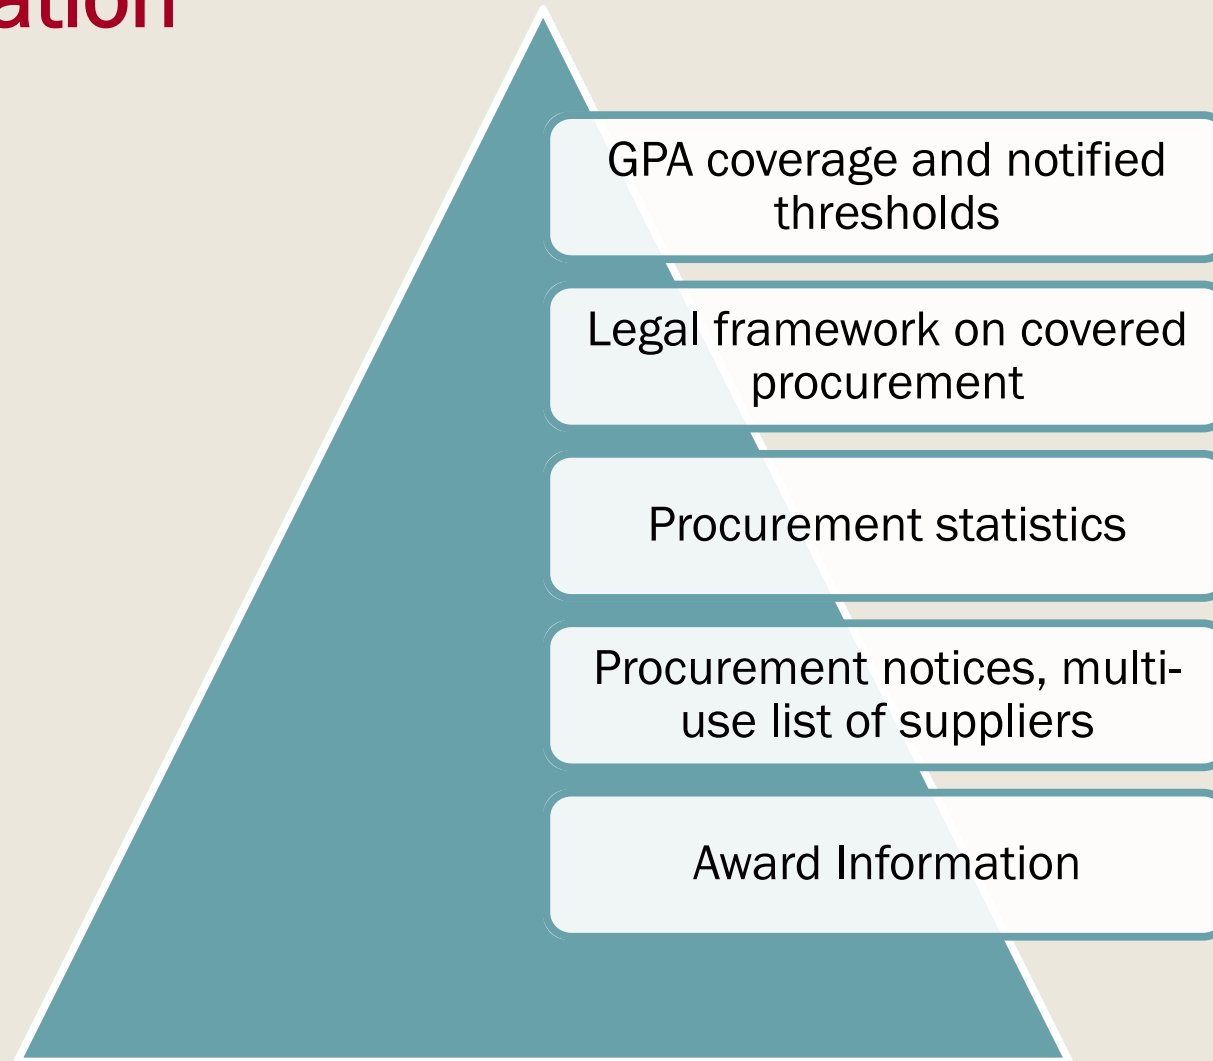 ation
GPA coverage and notified
thresholds
Legal framework on covered
procurement
Procurement statistics
Procurement notices, multi-
use list of suppliers
Award Information